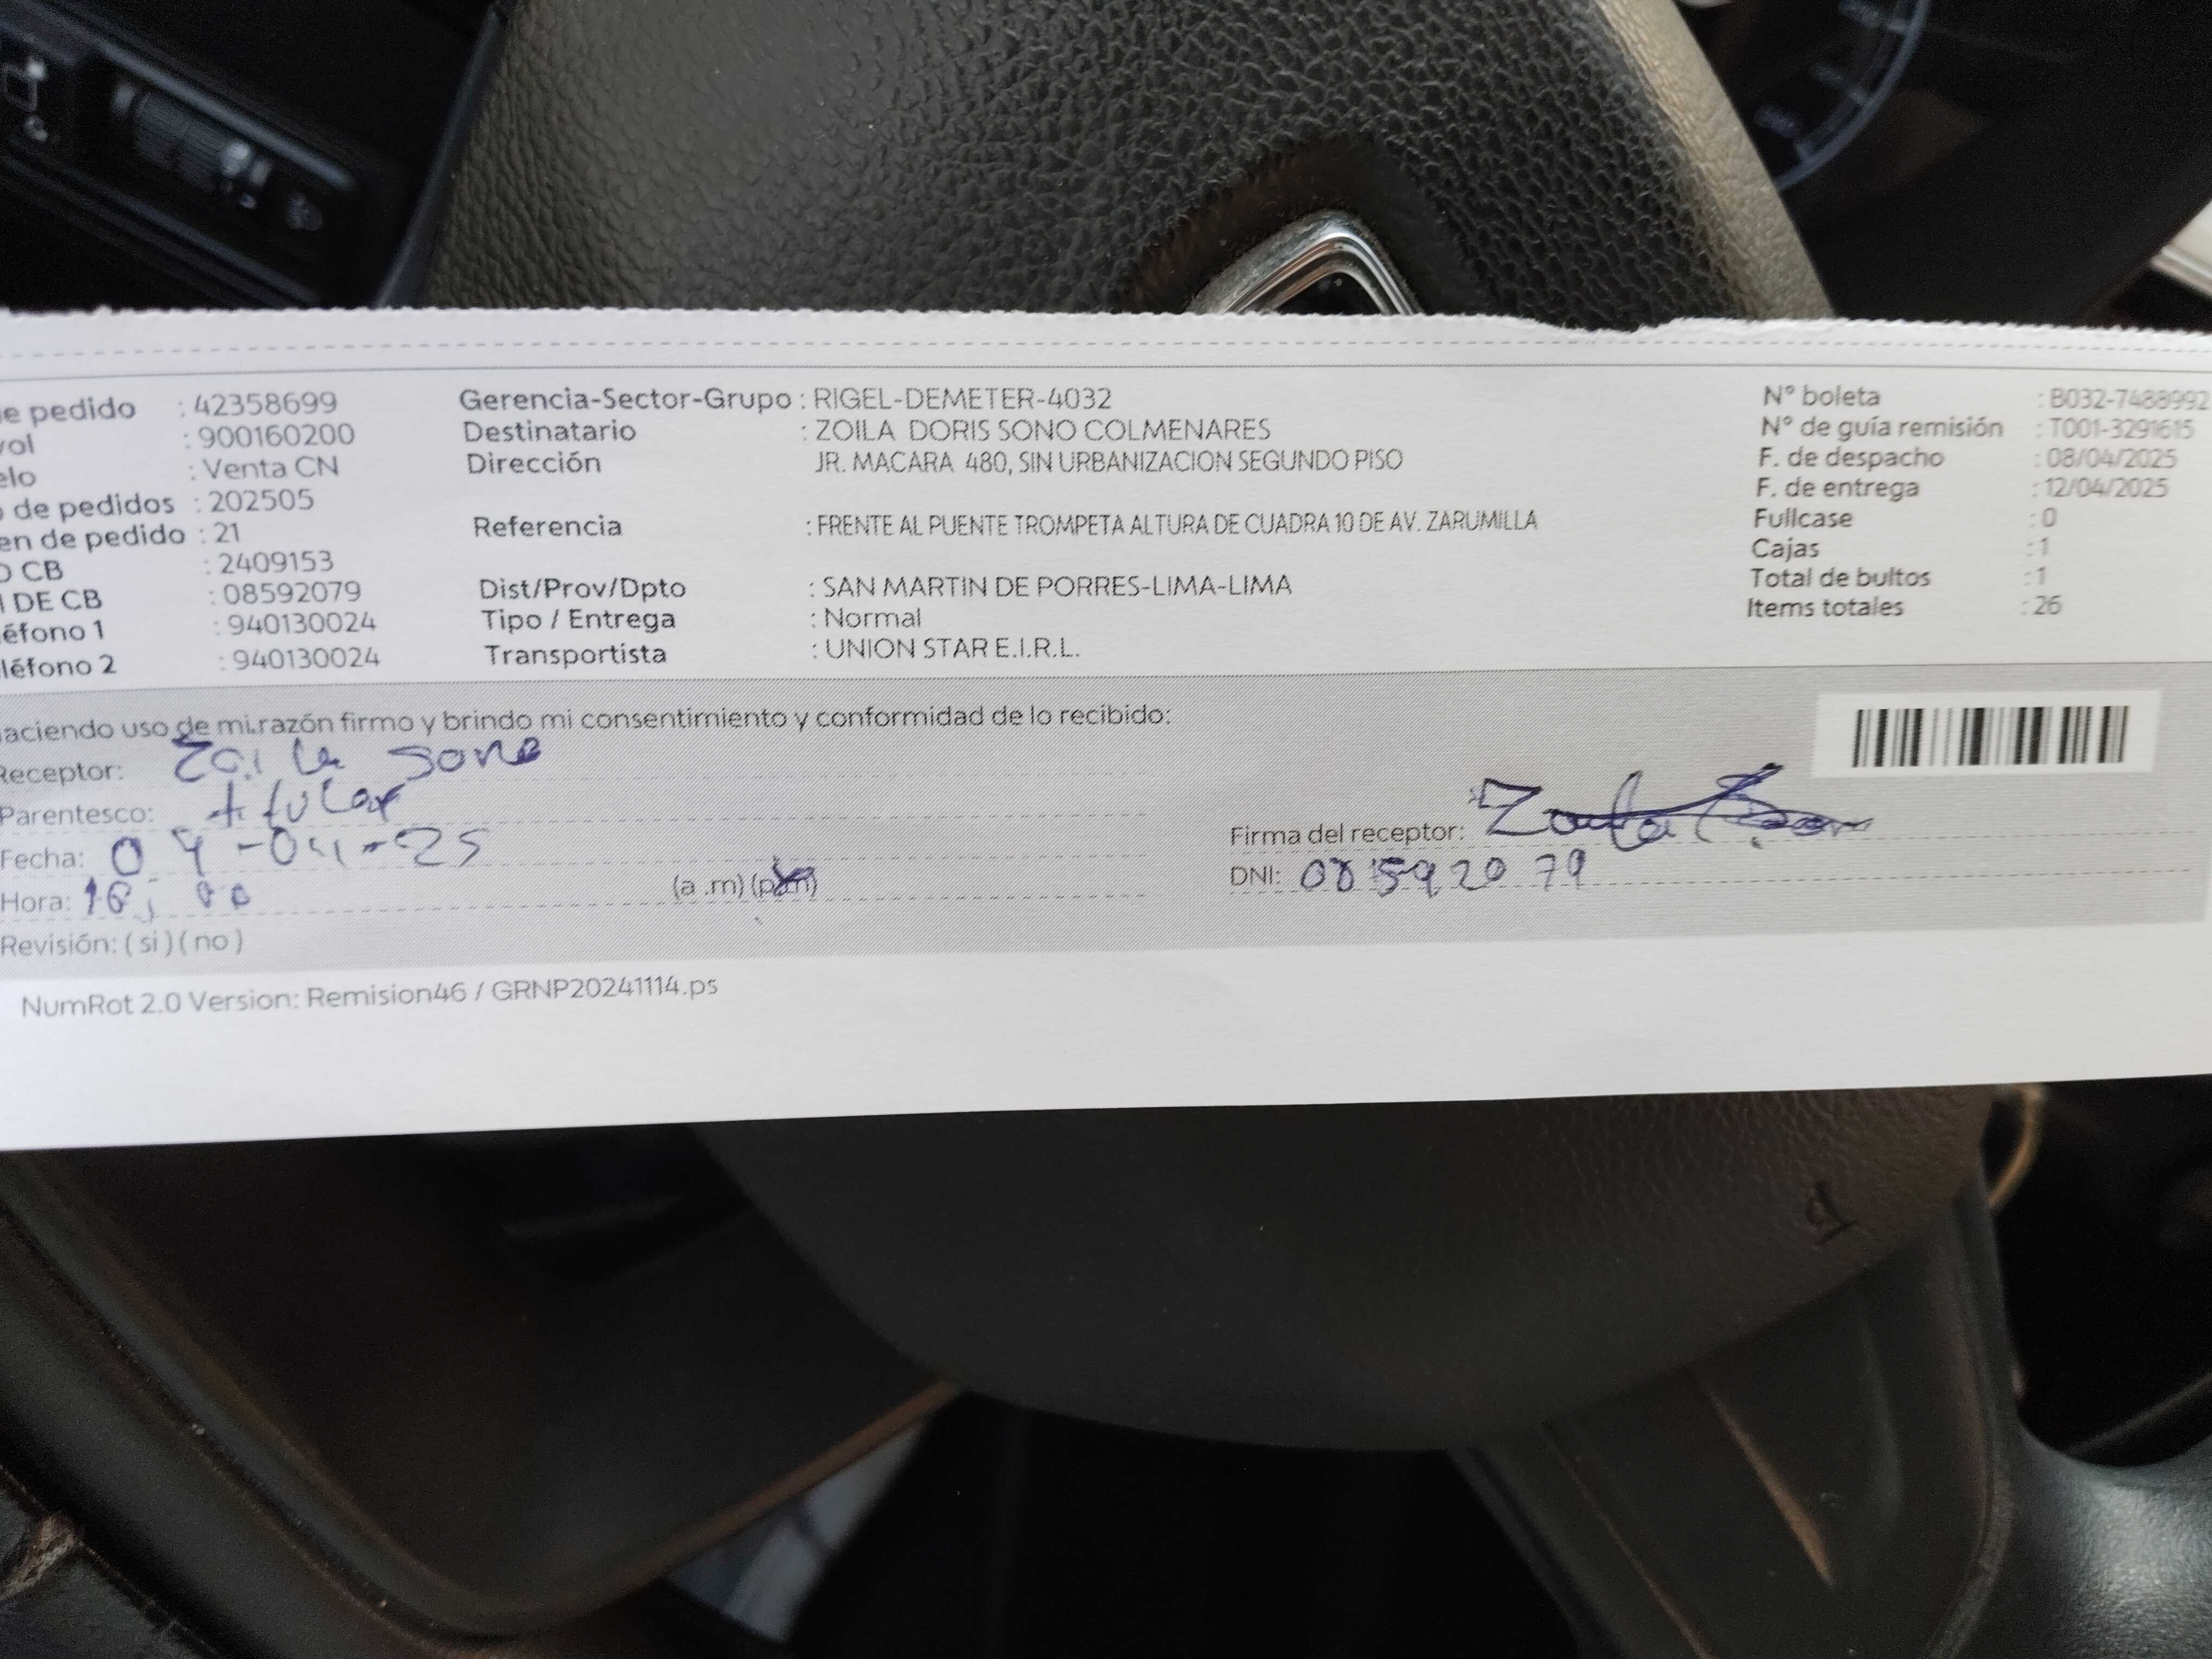 e pedido : 42358699 Gerencia-Sector-Grupo : RIGEL-DEMETER-4032 N° boleta : B032-7488992
vol : 900160200 Destinatario : ZOILA DORIS SONO COLMENARES N° de guía remisión : T001-3291615
elo : Venta CN Dirección JR. MACARA 480, SIN URBANIZACION SEGUNDO PISO F. de despacho : 08/04/2025
de pedidos : 202505 F. de entrega : 12/04/2025
en de pedido : 21 Referencia : FRENTE AL PUENTE TROMPETA ALTURA DE CUADRA 10 DE AV. ZARUMILLA Fullcase : 0
CB : 2409153 Cajas : 1
DE CB : 08592079 Dist/Prov/Dpto : SAN MARTIN DE PORRES-LIMA-LIMA Total de bultos : 1
éfono 1 : 940130024 Tipo / Entrega : Normal Items totales : 26
léfono 2 : 940130024 Transportista : UNION STAR E.I.R.L.
aciendo uso de mi razón firmo y brindo mi consentimiento y conformidad de lo recibido:
Receptor: Zoila Sono
Parentesco: titular
Firma del receptor: Zoila
Fecha: 09-04-25
DNI: 08592079
Hora: 16:00 (a .m) (p.m)
Revisión: ( si ) ( no )
NumRot 2.0 Version: Remision46 / GRNP20241114.ps